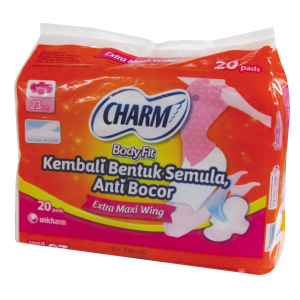 20 pads
Extra Maxi Wing
23 cm
CHARM
Body Fit
Kembali Bentuk Semula,
Anti Bocor
Extra Maxi Wing
20 pads
unicharm